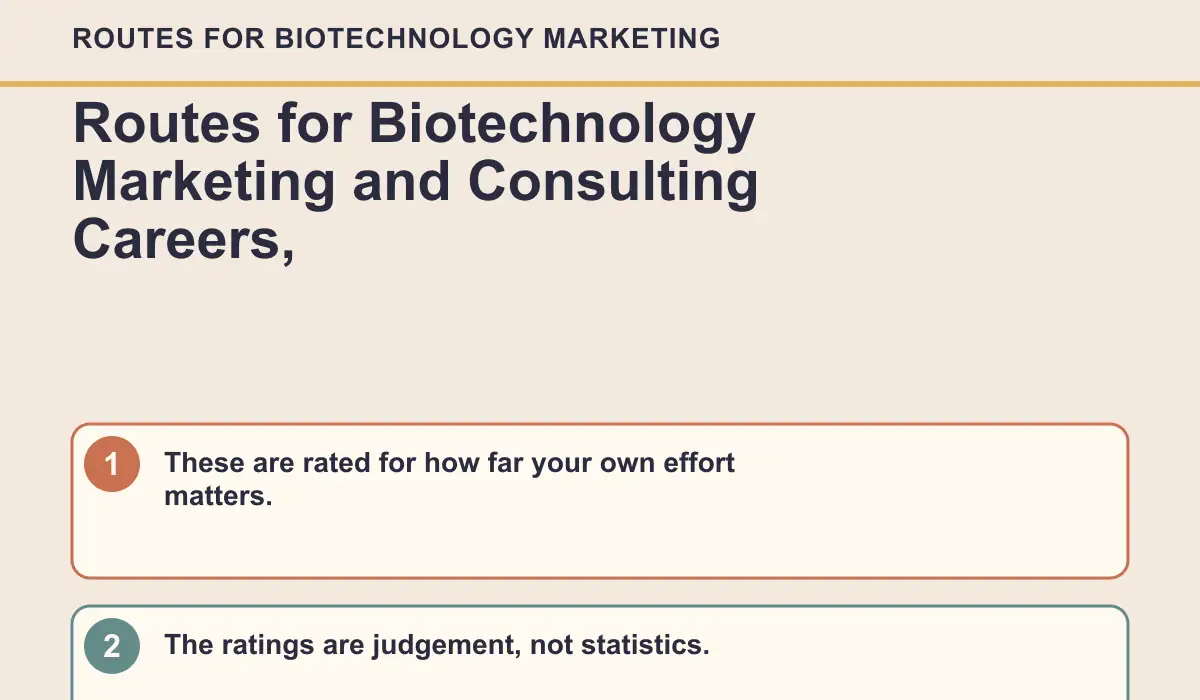 ROUTES FOR BIOTECHNOLOGY MARKETING
Routes for Biotechnology
Marketing and Consulting
Careers,
1
These are rated for how far your own effort
matters.
2
The ratings are judgement, not statistics.